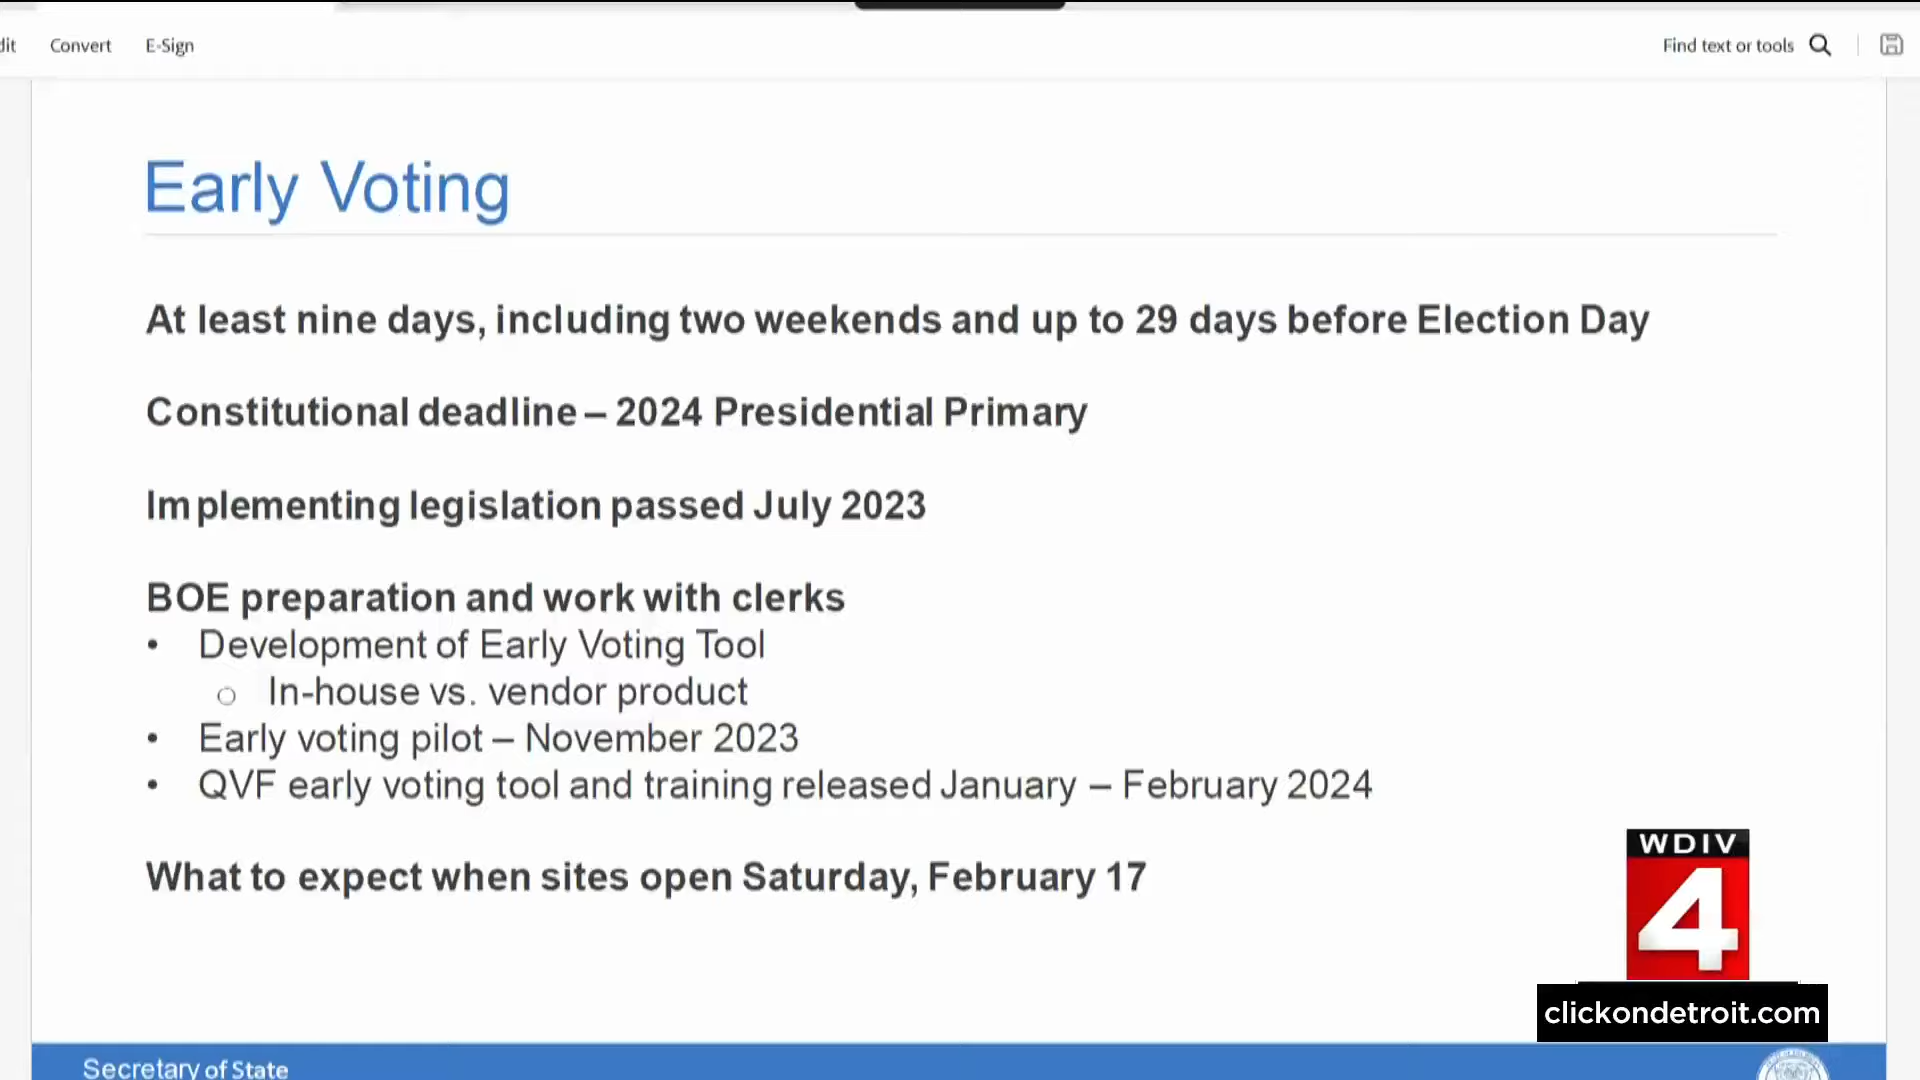 Convert E-Sign Find text or tools
Early Voting
At least nine days, including two weekends and up to 29 days before Election Day
Constitutional deadline – 2024 Presidential Primary
Implementing legislation passed July 2023
BOE preparation and work with clerks
• Development of Early Voting Tool
○ In-house vs. vendor product
• Early voting pilot – November 2023
• QVF early voting tool and training released January – February 2024
What to expect when sites open Saturday, February 17
WDIV
4
clickondetroit.com
Secretary of State